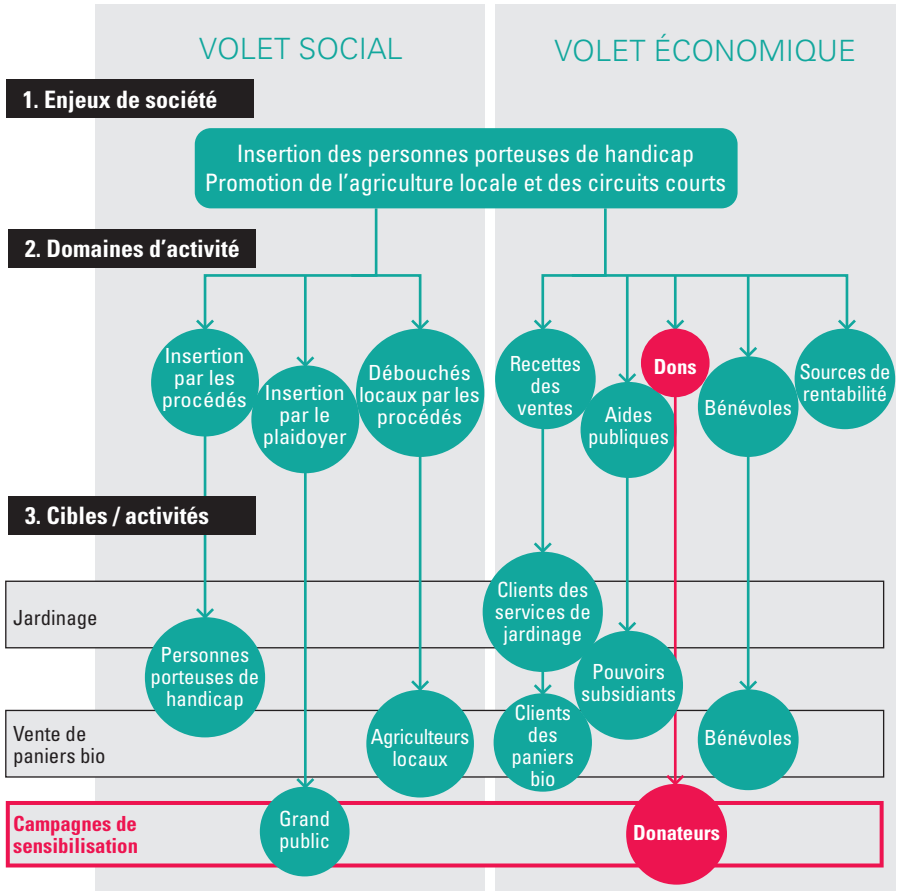 VOLET SOCIAL
VOLET ÉCONOMIQUE
1. Enjeux de société
Insertion des personnes porteuses de handicap
Promotion de l’agriculture locale et des circuits courts
2. Domaines d’activité
Insertion
par les
procédés
Insertion
par le
plaidoyer
Débouchés
locaux par les
procédés
Recettes
des
ventes
Aides
publiques
Dons
Bénévoles
Sources de
rentabilité
3. Cibles / activités
Jardinage
Personnes
porteuses de
handicap
Clients des
services de
jardinage
Pouvoirs
subsidiants
Vente de
paniers bio
Agriculteurs
locaux
Clients
des
paniers
bio
Bénévoles
Campagnes de
sensibilisation
Grand
public
Donateurs